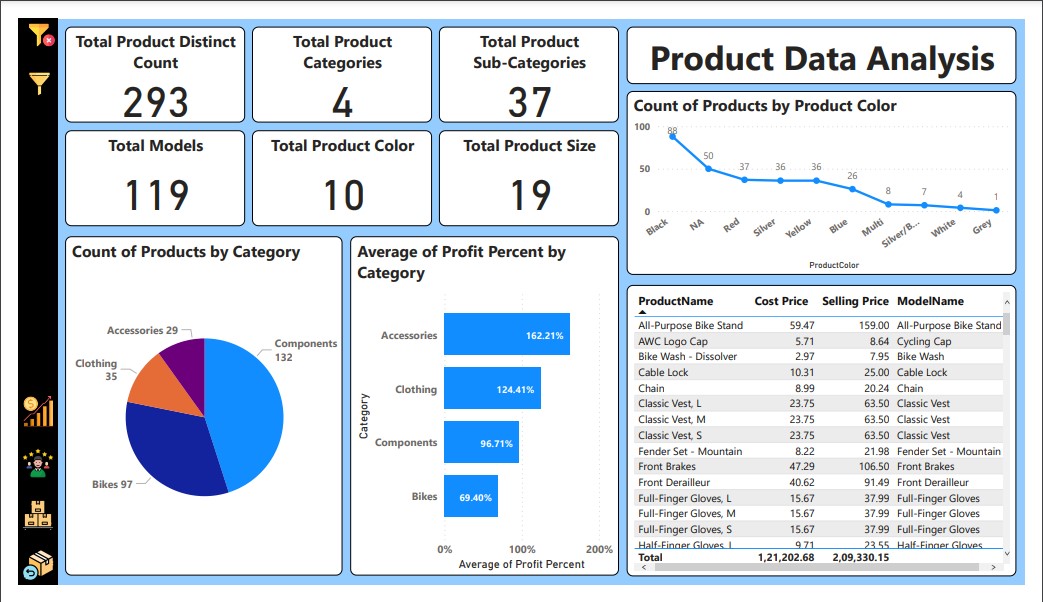 Total Product Distinct
Count
293
Total Product
Categories
4
Total Product
Sub-Categories
37
Product Data Analysis
Total Models
119
Total Product Color
10
Total Product Size
19
Count of Products by Product Color
100
50
0
88
50
37
36
36
26
8
7
4
1
Black
NA
Red
Silver
Yellow
Blue
Multi
Silver/B...
White
Grey
ProductColor
Count of Products by Category
Accessories 29
Components
132
Clothing
35
Bikes 97
Average of Profit Percent by
Category
Category
Accessories 162.21%
Clothing 124.41%
Components 96.71%
Bikes 69.40%
0% 100% 200%
Average of Profit Percent
ProductName Cost Price Selling Price ModelName
All-Purpose Bike Stand 59.47 159.00 All-Purpose Bike Stand
AWC Logo Cap 5.71 8.64 Cycling Cap
Bike Wash - Dissolver 2.97 7.95 Bike Wash
Cable Lock 10.31 25.00 Cable Lock
Chain 8.99 20.24 Chain
Classic Vest, L 23.75 63.50 Classic Vest
Classic Vest, M 23.75 63.50 Classic Vest
Classic Vest, S 23.75 63.50 Classic Vest
Fender Set - Mountain 8.22 21.98 Fender Set - Mountain
Front Brakes 47.29 106.50 Front Brakes
Front Derailleur 40.62 91.49 Front Derailleur
Full-Finger Gloves, L 15.67 37.99 Full-Finger Gloves
Full-Finger Gloves, M 15.67 37.99 Full-Finger Gloves
Full-Finger Gloves, S 15.67 37.99 Full-Finger Gloves
Half-Finger Gloves, L 9.71 23.55 Half-Finger Gloves
Total 1,21,202.68 2,09,330.15